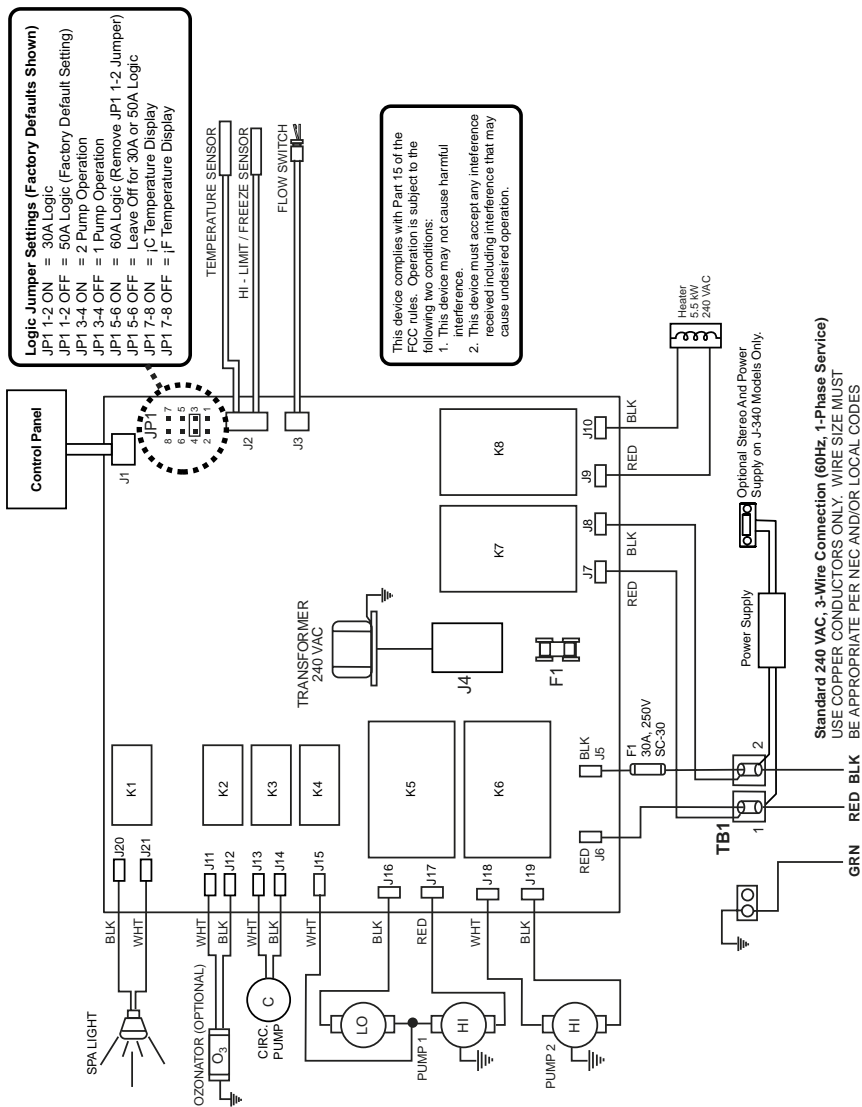 Control Panel
Logic Jumper Settings (Factory Defaults Shown)
JP1 1-2 ON = 30A Logic
JP1 1-2 OFF = 50A Logic (Factory Default Setting)
JP1 3-4 ON = 2 Pump Operation
JP1 3-4 OFF = 1 Pump Operation
JP1 5-6 ON = 60A Logic (Remove JP1 1-2 Jumper)
JP1 5-6 OFF = Leave Off for 30A or 50A Logic
JP1 7-8 ON = ¡C Temperature Display
JP1 7-8 OFF = ¡F Temperature Display
J1
JP1
8 7
6 5
4 3
2 1
TEMPERATURE SENSOR
HI - LIMIT / FREEZE SENSOR
J2
FLOW SWITCH
J3
This device complies with Part 15 of the
FCC rules. Operation is subject to the
following two conditions:
1. This device may not cause harmful
interference.
2. This device must accept any interference
received including interference that may
cause undesired operation.
SPA LIGHT
BLK
WHT
J20
J21
K1
OZONATOR (OPTIONAL)
O3
WHT
BLK
J11
J12
K2
CIRC.
PUMP
C
WHT
BLK
J13
J14
K3
WHT
J15
K4
TRANSFORMER
240 VAC
J4
F1
LO
PUMP 1
HI
BLK
RED
J16
J17
K5
PUMP 2
HI
WHT
BLK
J18
J19
K6
K7
K8
RED
J6
BLK
J5
J7
J8
J9
J10
RED
BLK
RED
BLK
Heater
5.5 kW
240 VAC
F1
30A, 250V
SC-30
TB1
1
2
Power Supply
Optional Stereo And Power
Supply on J-340 Models Only.
GRN
RED
BLK
Standard 240 VAC, 3-Wire Connection (60Hz, 1-Phase Service)
USE COPPER CONDUCTORS ONLY. WIRE SIZE MUST
BE APPROPRIATE PER NEC AND/OR LOCAL CODES